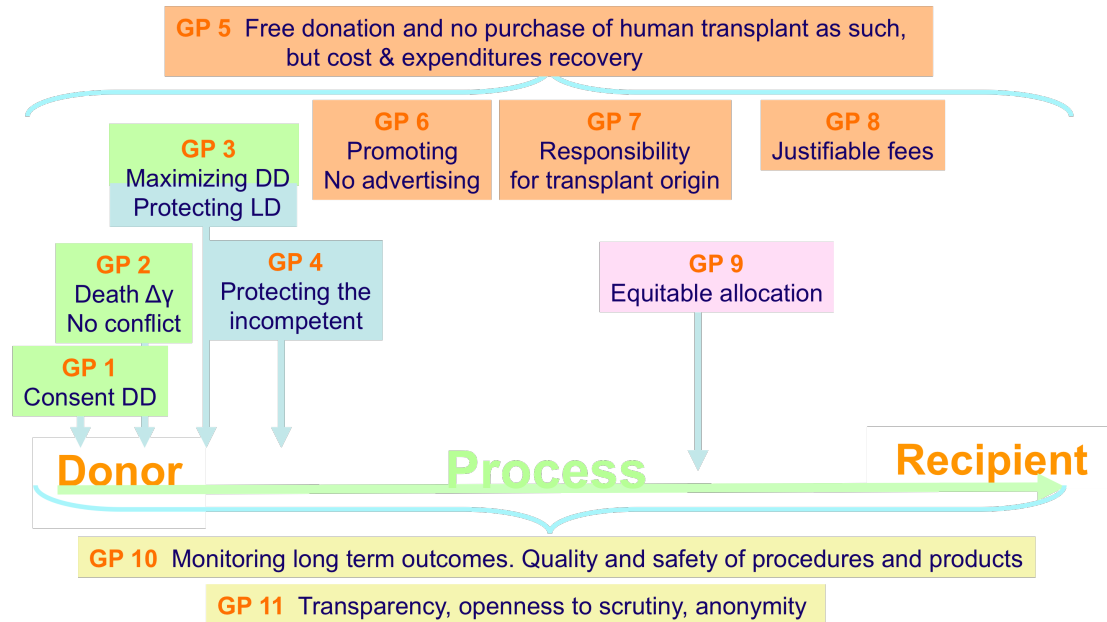 GP 5 Free donation and no purchase of human transplant as such,
but cost & expenditures recovery
GP 3
Maximizing DD
Protecting LD
GP 6
Promoting
No advertising
GP 7
Responsibility
for transplant origin
GP 8
Justifiable fees
GP 2
Death Δγ
No conflict
GP 4
Protecting the
incompetent
GP 9
Equitable allocation
GP 1
Consent DD
Donor
Process
Recipient
GP 10 Monitoring long term outcomes. Quality and safety of procedures and products
GP 11 Transparency, openness to scrutiny, anonymity